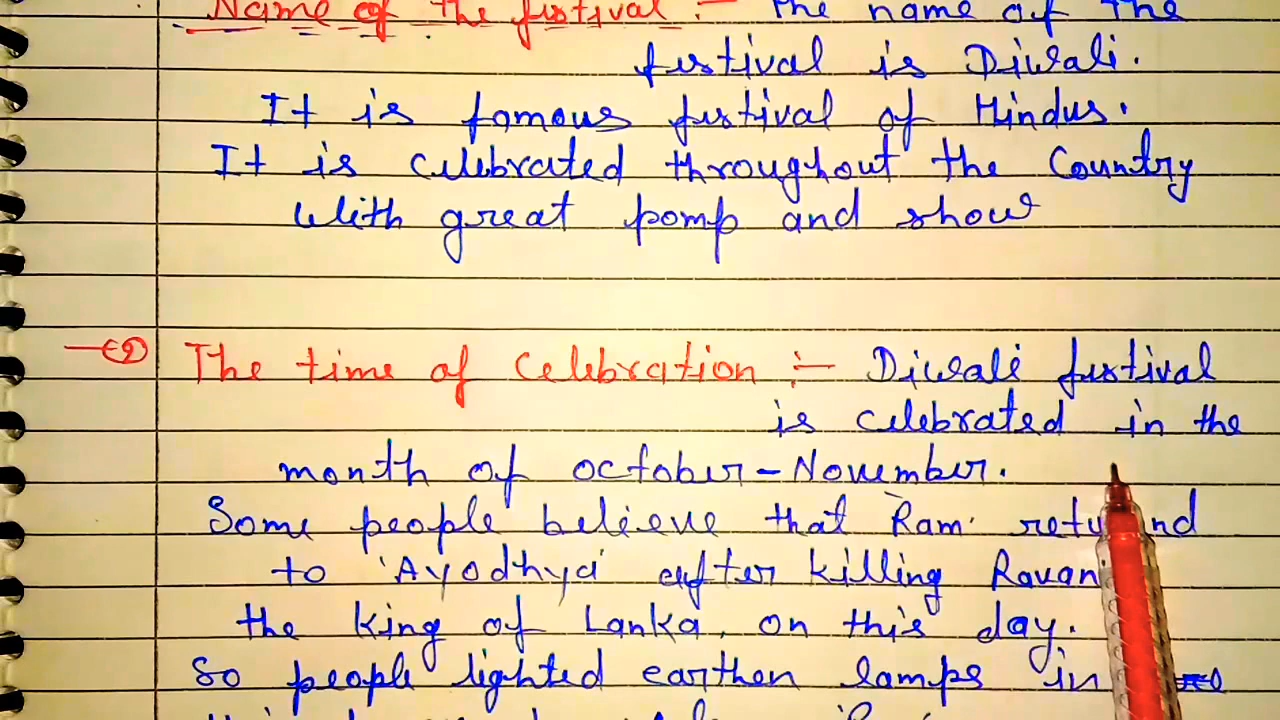 Name of the festival :- The name of the
festival is Diwali.
It is famous festival of Hindus.
It is celebrated throughout the Country
with great pomp and show
2 The time of Celebration :- Diwali festival
is celebrated in the
month of october-November.
Some people believe that Ram
to 'Ayodhya' after killing Ravan
the king of Lanka, on this day.
So people lighted earthen lamps in